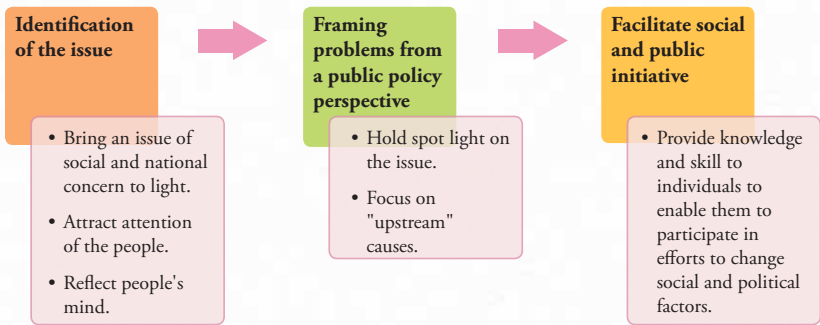 Identification
of the issue
• Bring an issue of
social and national
concern to light.
• Attract attention
of the people.
• Reflect people's
mind.
Framing
problems from
a public policy
perspective
• Hold spot light on
the issue.
• Focus on
"upstream"
causes.
Facilitate social
and public
initiative
• Provide knowledge
and skill to
individuals to
enable them to
participate in
efforts to change
social and political
factors.